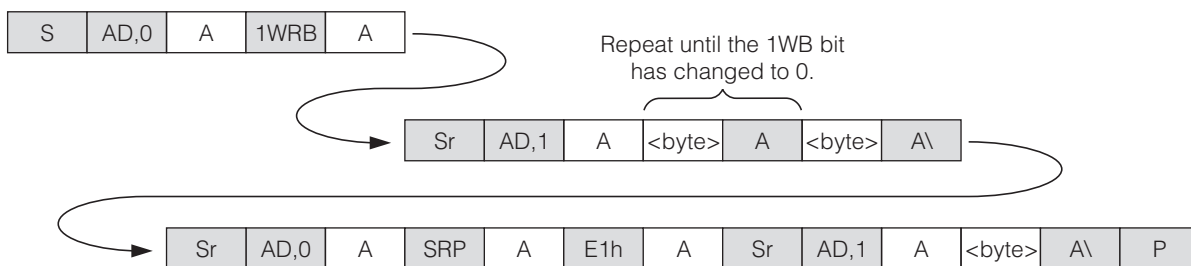 S AD,0 A 1WRB A
Repeat until the 1WB bit
has changed to 0.
Sr AD,1 A <byte> A <byte> A\
Sr AD,0 A SRP A E1h A Sr AD,1 A <byte> A\ P